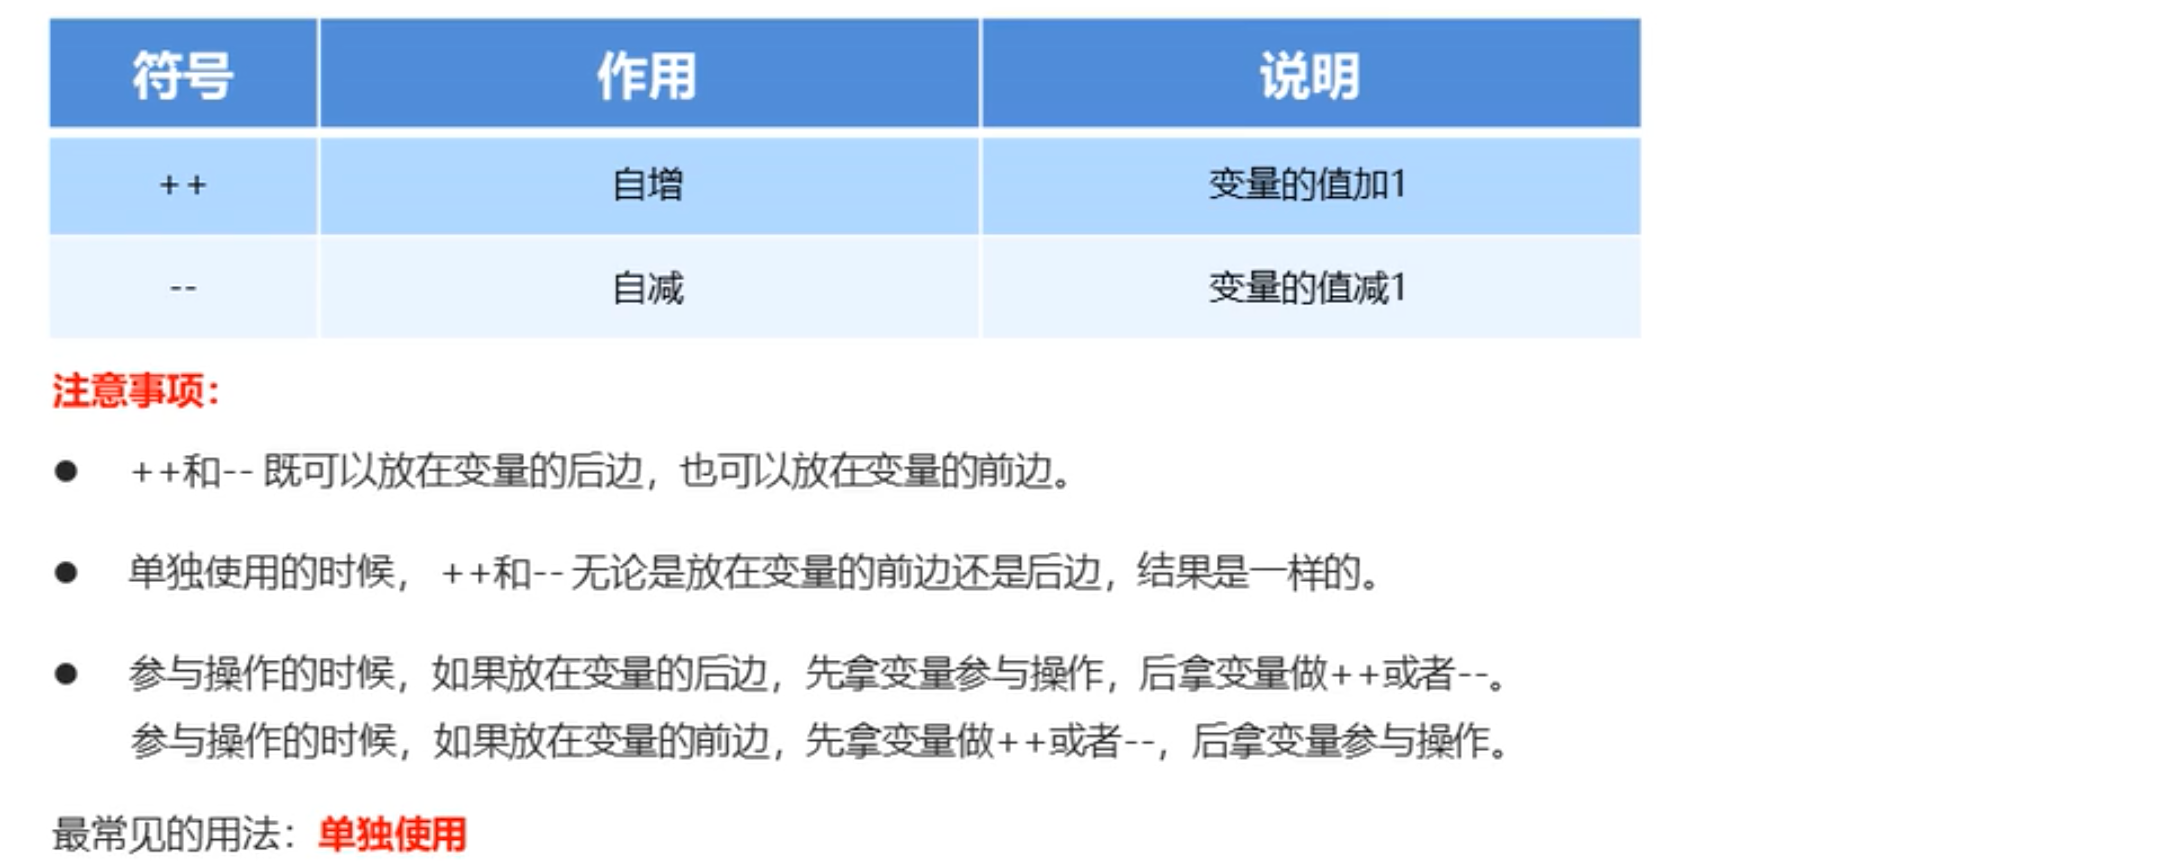 符号 作用 说明
++ 自增 变量的值加1
-- 自减 变量的值减1
注意事项：
● ++和-- 既可以放在变量的后边，也可以放在变量的前边。
● 单独使用的时候， ++和-- 无论是放在变量的前边还是后边，结果是一样的。
● 参与操作的时候，如果放在变量的后边，先拿变量参与操作，后拿变量做++或者--。
参与操作的时候，如果放在变量的前边，先拿变量做++或者--，后拿变量参与操作。
最常见的用法：单独使用